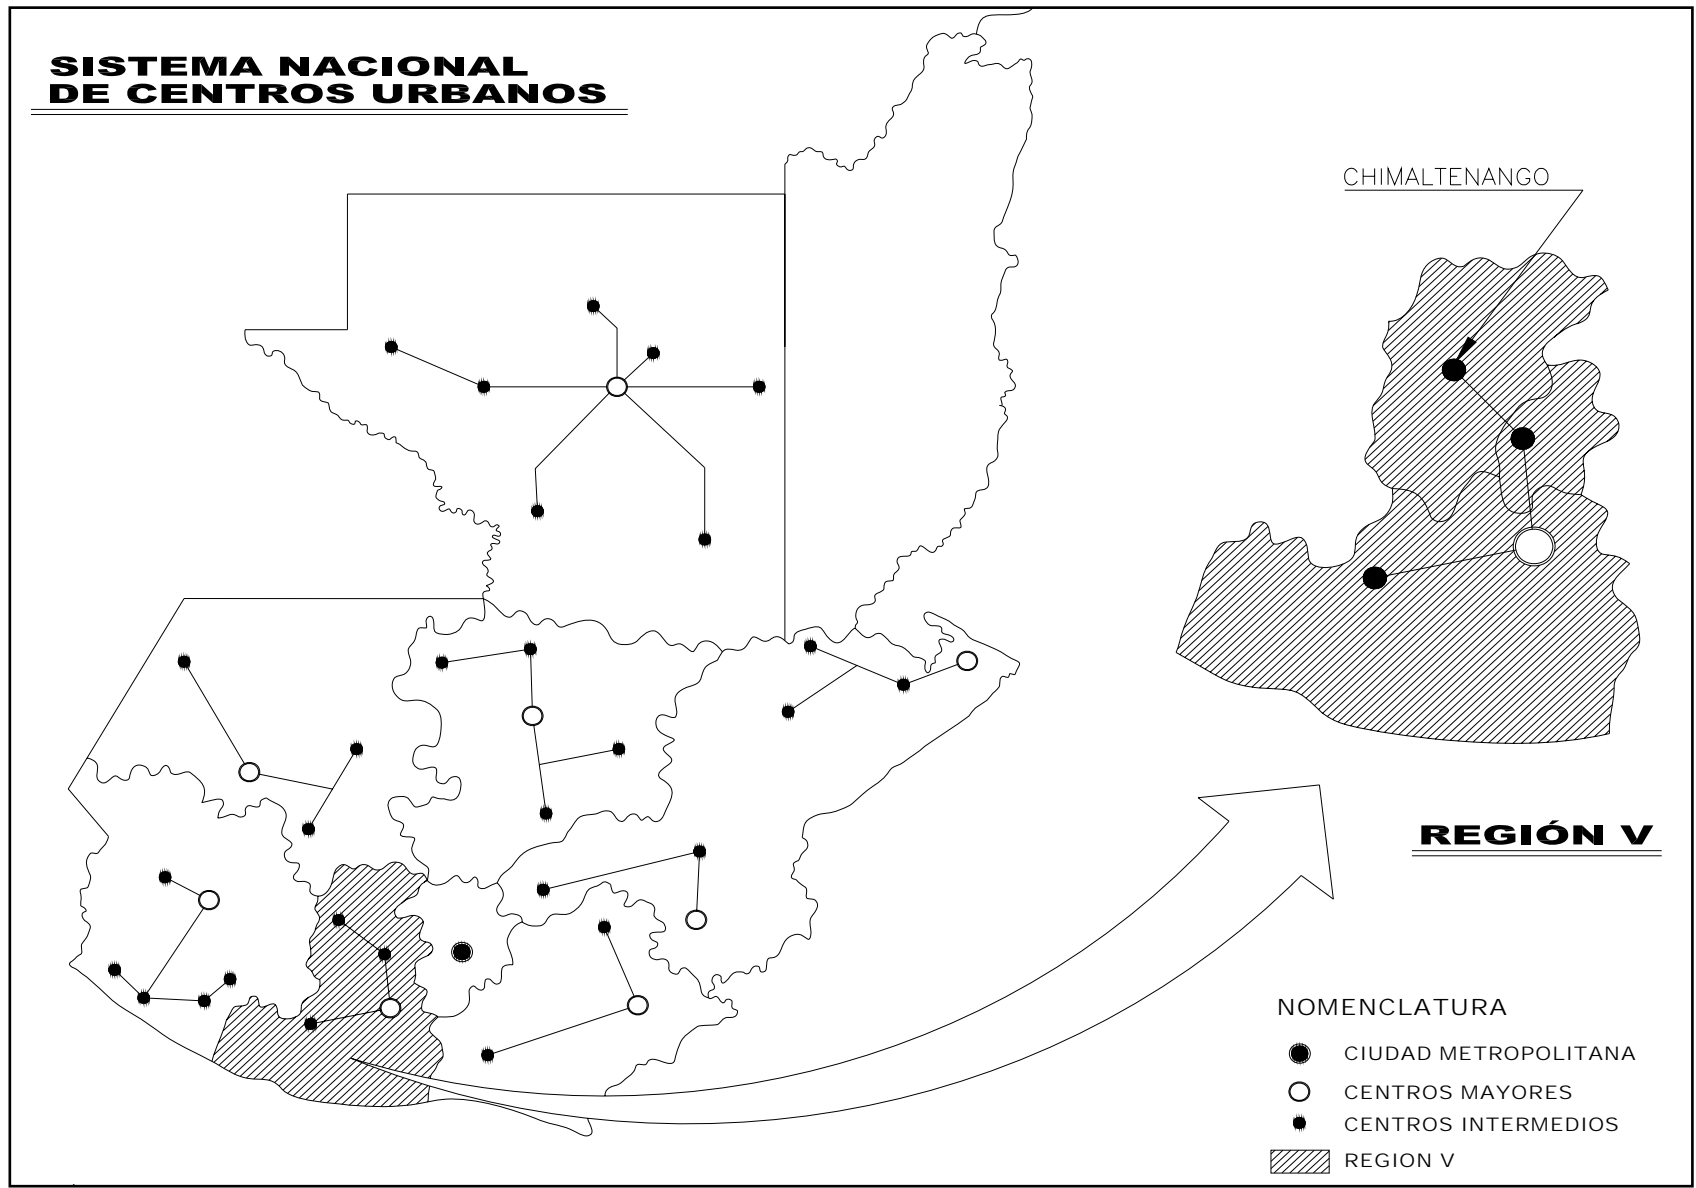 SISTEMA NACIONAL
DE CENTROS URBANOS
CHIMALTENANGO
REGIÓN V
NOMENCLATURA
CIUDAD METROPOLITANA
CENTROS MAYORES
CENTROS INTERMEDIOS
REGION V